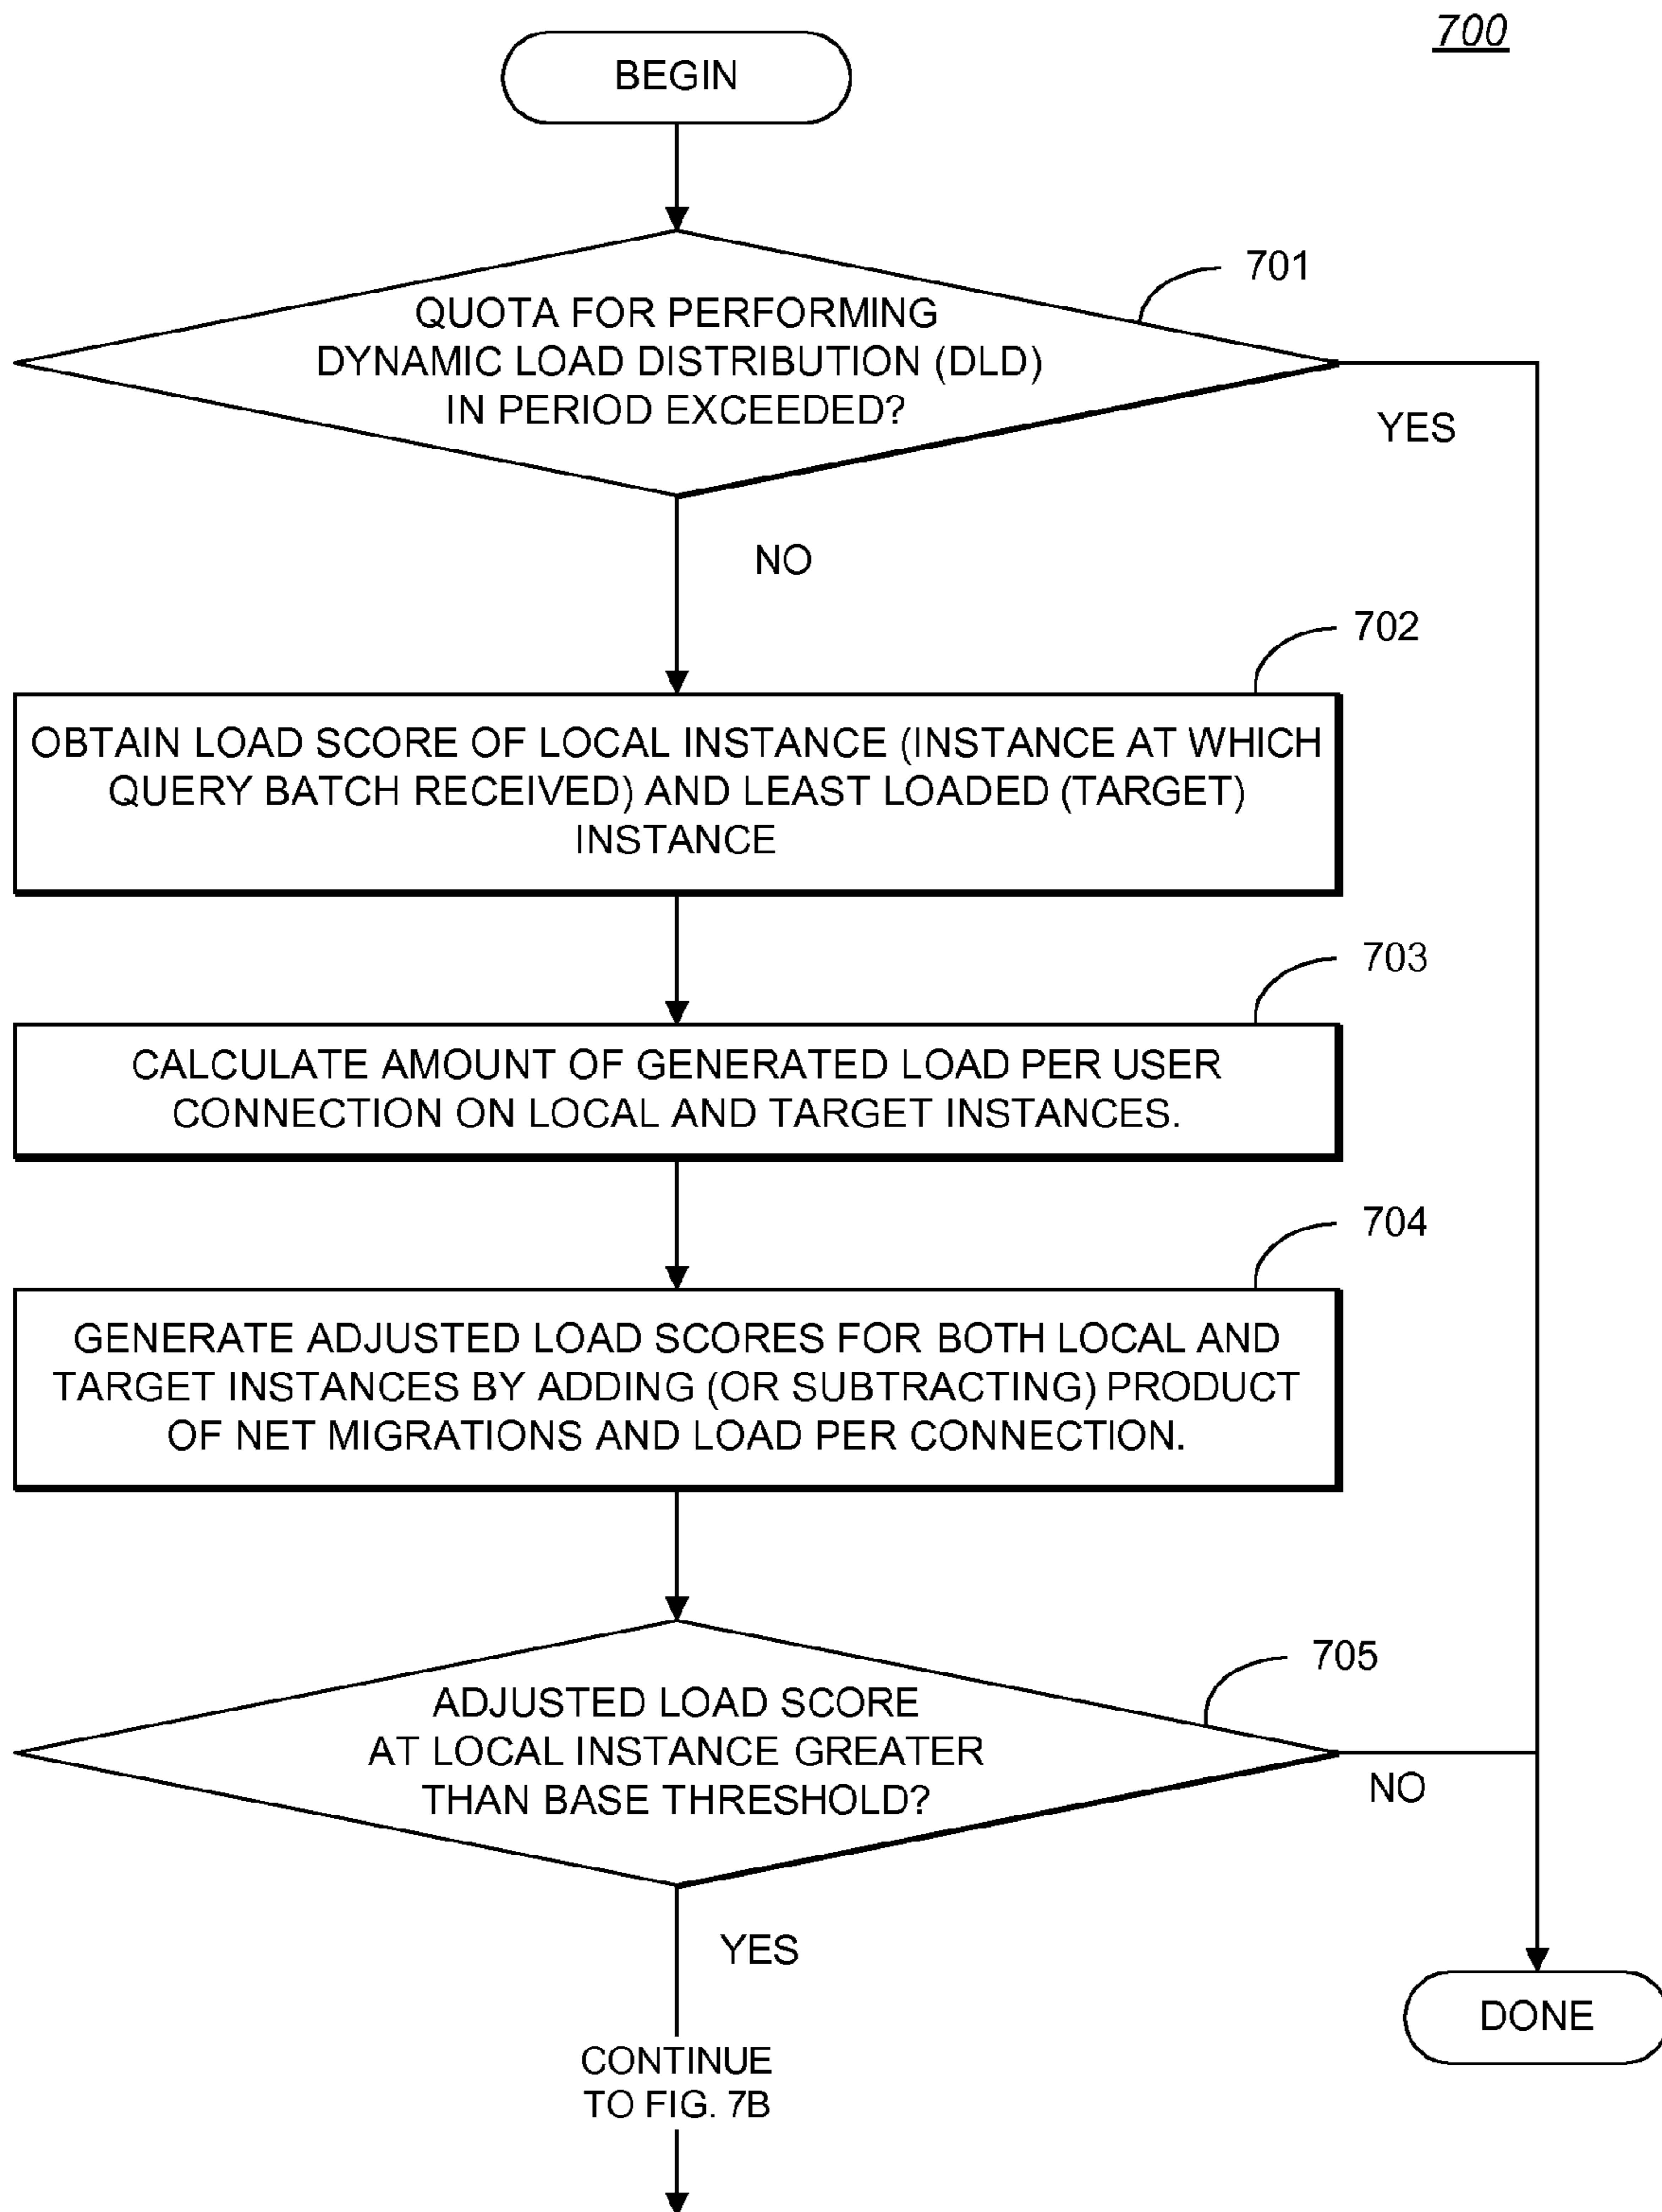 700
BEGIN
701
QUOTA FOR PERFORMING
DYNAMIC LOAD DISTRIBUTION (DLD)
IN PERIOD EXCEEDED?
YES
NO
702
OBTAIN LOAD SCORE OF LOCAL INSTANCE (INSTANCE AT WHICH
QUERY BATCH RECEIVED) AND LEAST LOADED (TARGET)
INSTANCE
703
CALCULATE AMOUNT OF GENERATED LOAD PER USER
CONNECTION ON LOCAL AND TARGET INSTANCES.
704
GENERATE ADJUSTED LOAD SCORES FOR BOTH LOCAL AND
TARGET INSTANCES BY ADDING (OR SUBTRACTING) PRODUCT
OF NET MIGRATIONS AND LOAD PER CONNECTION.
705
ADJUSTED LOAD SCORE
AT LOCAL INSTANCE GREATER
THAN BASE THRESHOLD?
NO
YES
DONE
CONTINUE
TO FIG. 7B